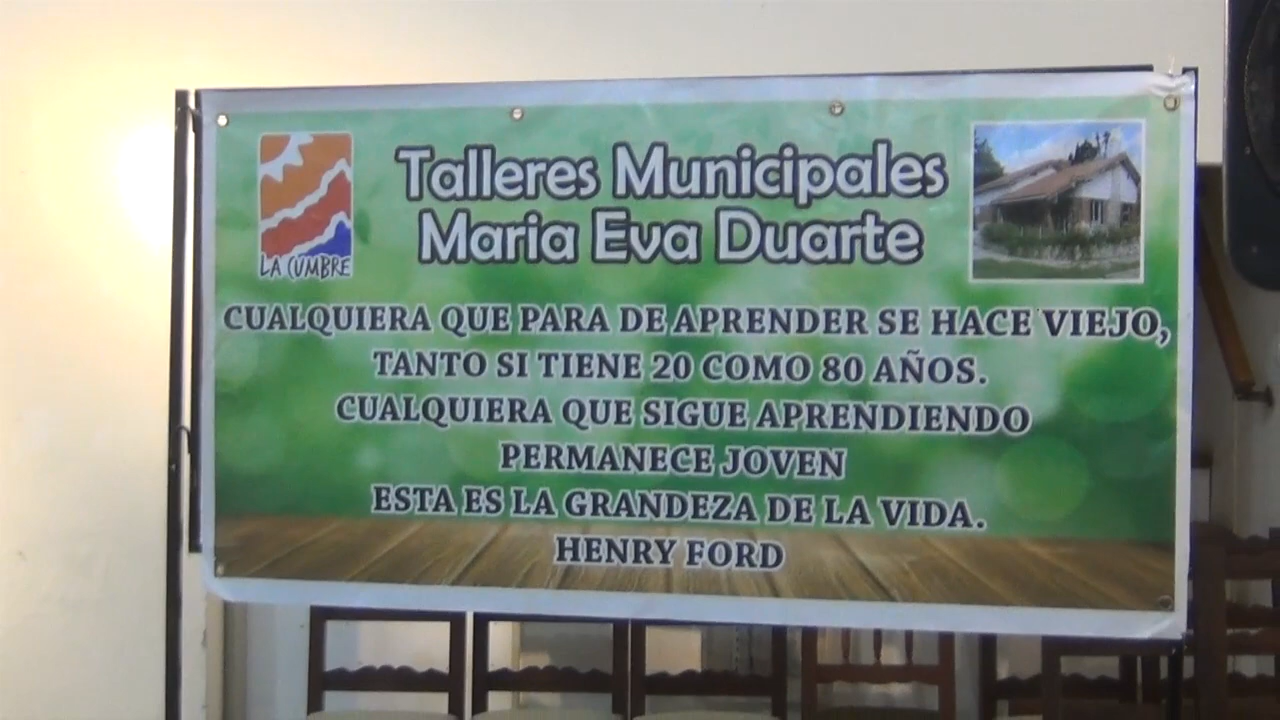 LA CUMBRE
Talleres Municipales
Maria Eva Duarte
CUALQUIERA QUE PARA DE APRENDER SE HACE VIEJO,
TANTO SI TIENE 20 COMO 80 AÑOS.
CUALQUIERA QUE SIGUE APRENDIENDO
PERMANECE JOVEN
ESTA ES LA GRANDEZA DE LA VIDA.
HENRY FORD